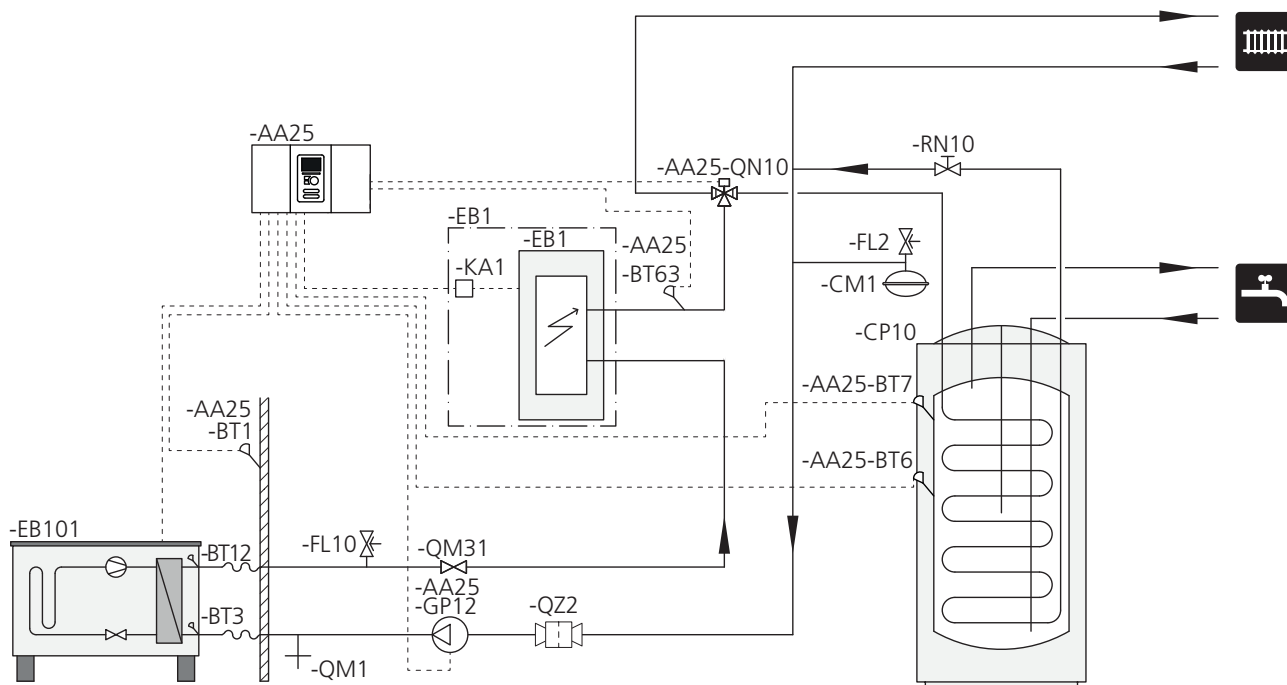 -AA25
-AA25-QN10
-RN10
-EB1
-EB1
-AA25
-BT63
-KA1
-FL2
-CM1
-CP10
-AA25-BT7
-AA25
-BT1
-AA25-BT6
-EB101
-BT12
-FL10
-QM31
-AA25
-GP12
-QZ2
-BT3
-QM1